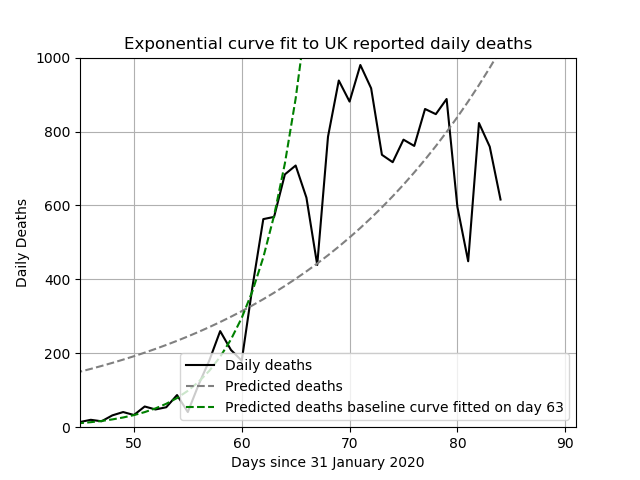 Exponential curve fit to UK reported daily deaths
1000
800
600
400
200
0
Daily Deaths
Daily deaths
Predicted deaths
Predicted deaths baseline curve fitted on day 63
50 60 70 80 90
Days since 31 January 2020